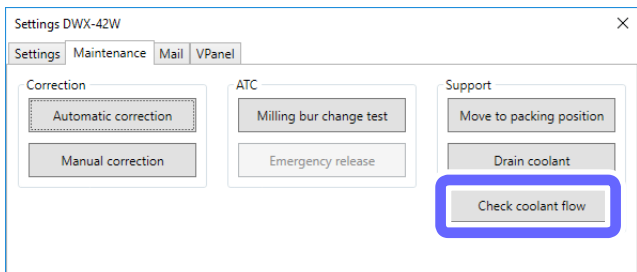 Settings DWX-42W
Settings Maintenance Mail VPanel
Correction
Automatic correction
Manual correction
ATC
Milling bur change test
Emergency release
Support
Move to packing position
Drain coolant
Check coolant flow